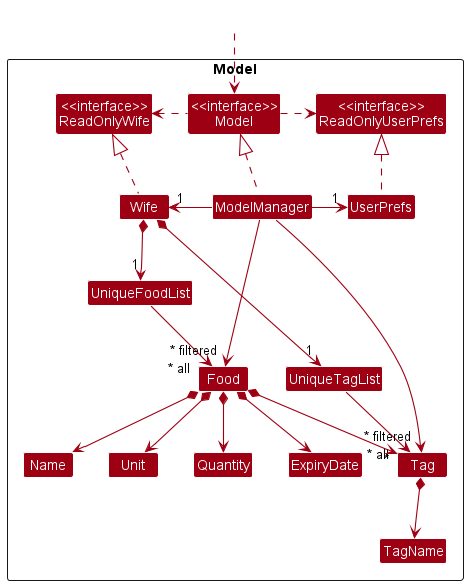 Model
<<interface>>
ReadOnlyWife
<<interface>>
Model
<<interface>>
ReadOnlyUserPrefs
Wife
1
ModelManager
1
UserPrefs
1
UniqueFoodList
* filtered
1
* all
Food
UniqueTagList
* filtered
* all
*
Name
Unit
Quantity
ExpiryDate
Tag
TagName